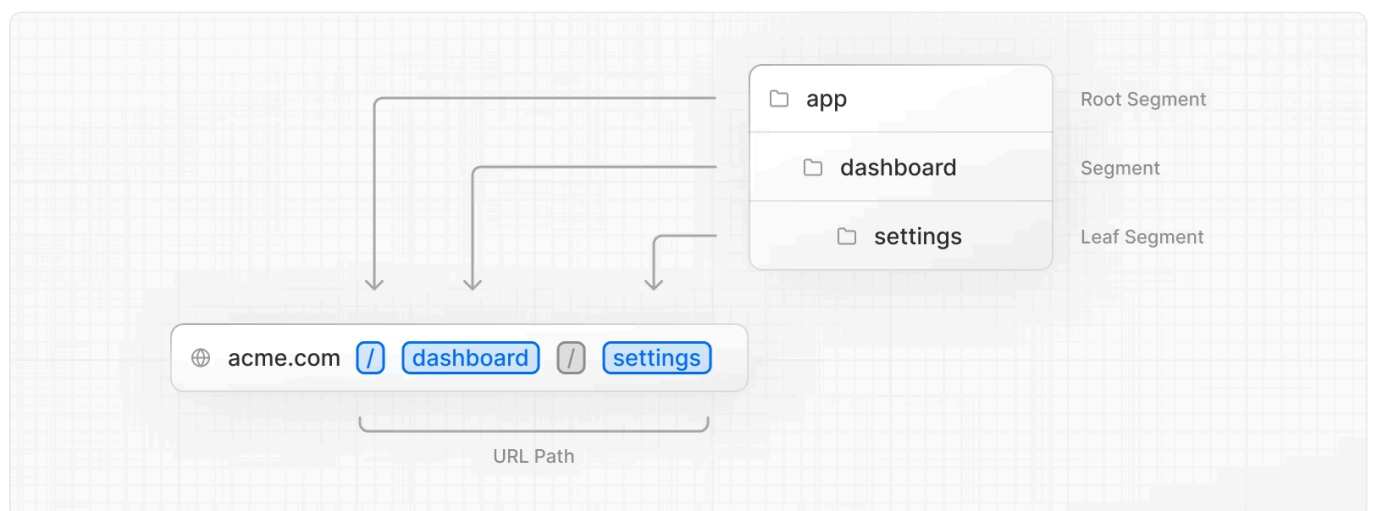 app Root Segment
dashboard Segment
settings Leaf Segment
acme.com / dashboard / settings
URL Path